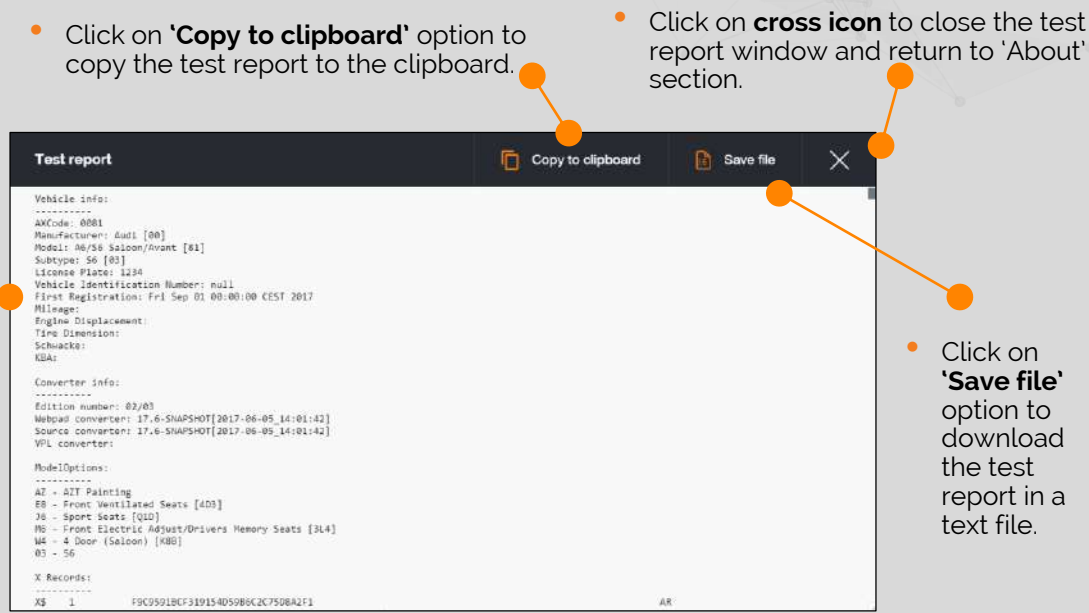 • Click on ‘Copy to clipboard’ option to
copy the test report to the clipboard.
• Click on cross icon to close the test
report window and return to ‘About’
section.
Test report
Copy to clipboard
Save file
Vehicle info:
----------
AXCode: 0081
Manufacturer: Audi [00]
Model: A6/S6 Saloon/Avant [81]
Subtype: S6 [03]
License Plate: 1234
Vehicle Identification Number: null
First Registration: Fri Sep 01 00:00:00 CEST 2017
Milmage:
Engine Displacement:
Tire Dimension:
Schwacke:
KBA:
Converter info:
----------
Edition number: 02/03
Webpad converter: 17.6-SNAPSHOT[2017-06-05_14:01:42]
Source converter: 17.6-SNAPSHOT[2017-06-05_14:01:42]
VPL converter:
ModelOptions:
----------
AZ - AZT Painting
E8 - Front Ventilated Seats [4D3]
J6 - Sport Seats [Q1D]
M6 - Front Electric Adjust/Drivers Memory Seats [3L4]
W4 - 4 Door (Saloon) [K8B]
03 - S6
X Records:
----------
X$ 1 AR
• Click on
‘Save file’
option to
download
the test
report in a
text file.